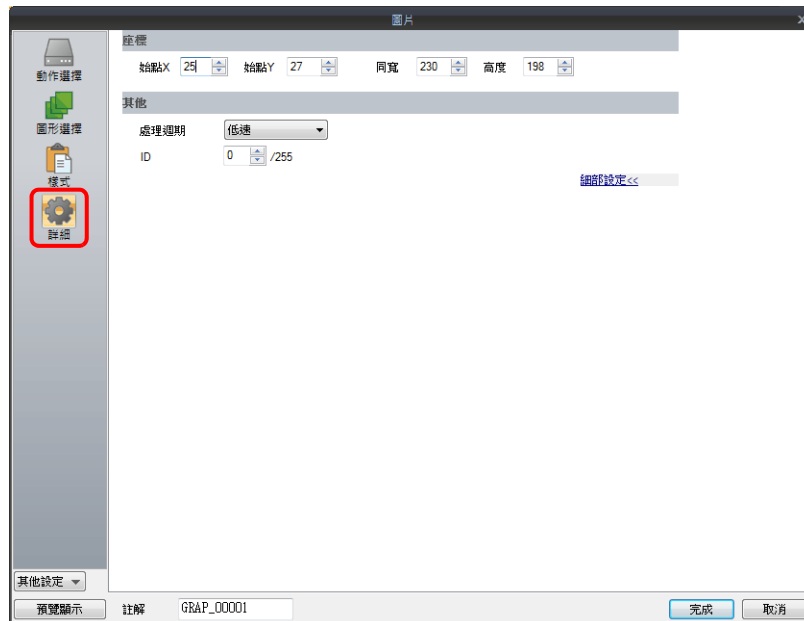 圖片
動作選擇
圖形選擇
樣式
詳細
座標
始點X 25 始點Y 27 同寬 230 高度 198
其他
處理週期 低速
ID 0 /255
細部設定<<
其他設定
預覽顯示 註解 GRAP_00001 完成 取消